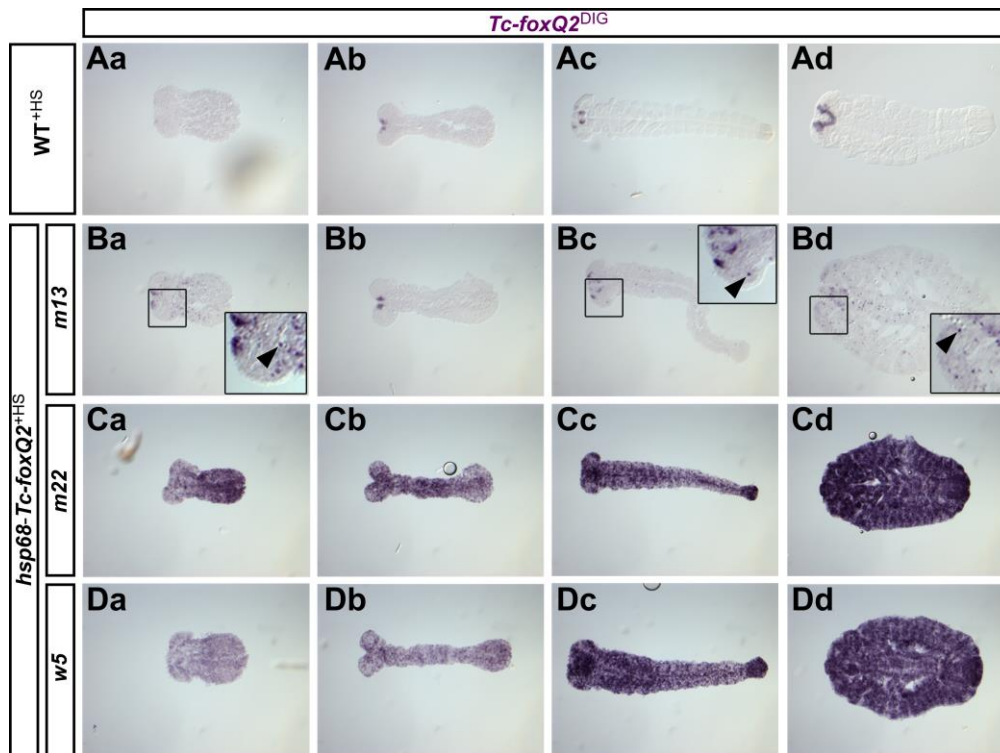 Tc-foxQ2DIG
WT+HS
Aa
Ab
Ac
Ad
hsp68-Tc-foxQ2+HS
m13
Ba
Bb
Bc
Bd
m22
Ca
Cb
Cc
Cd
w5
Da
Db
Dc
Dd